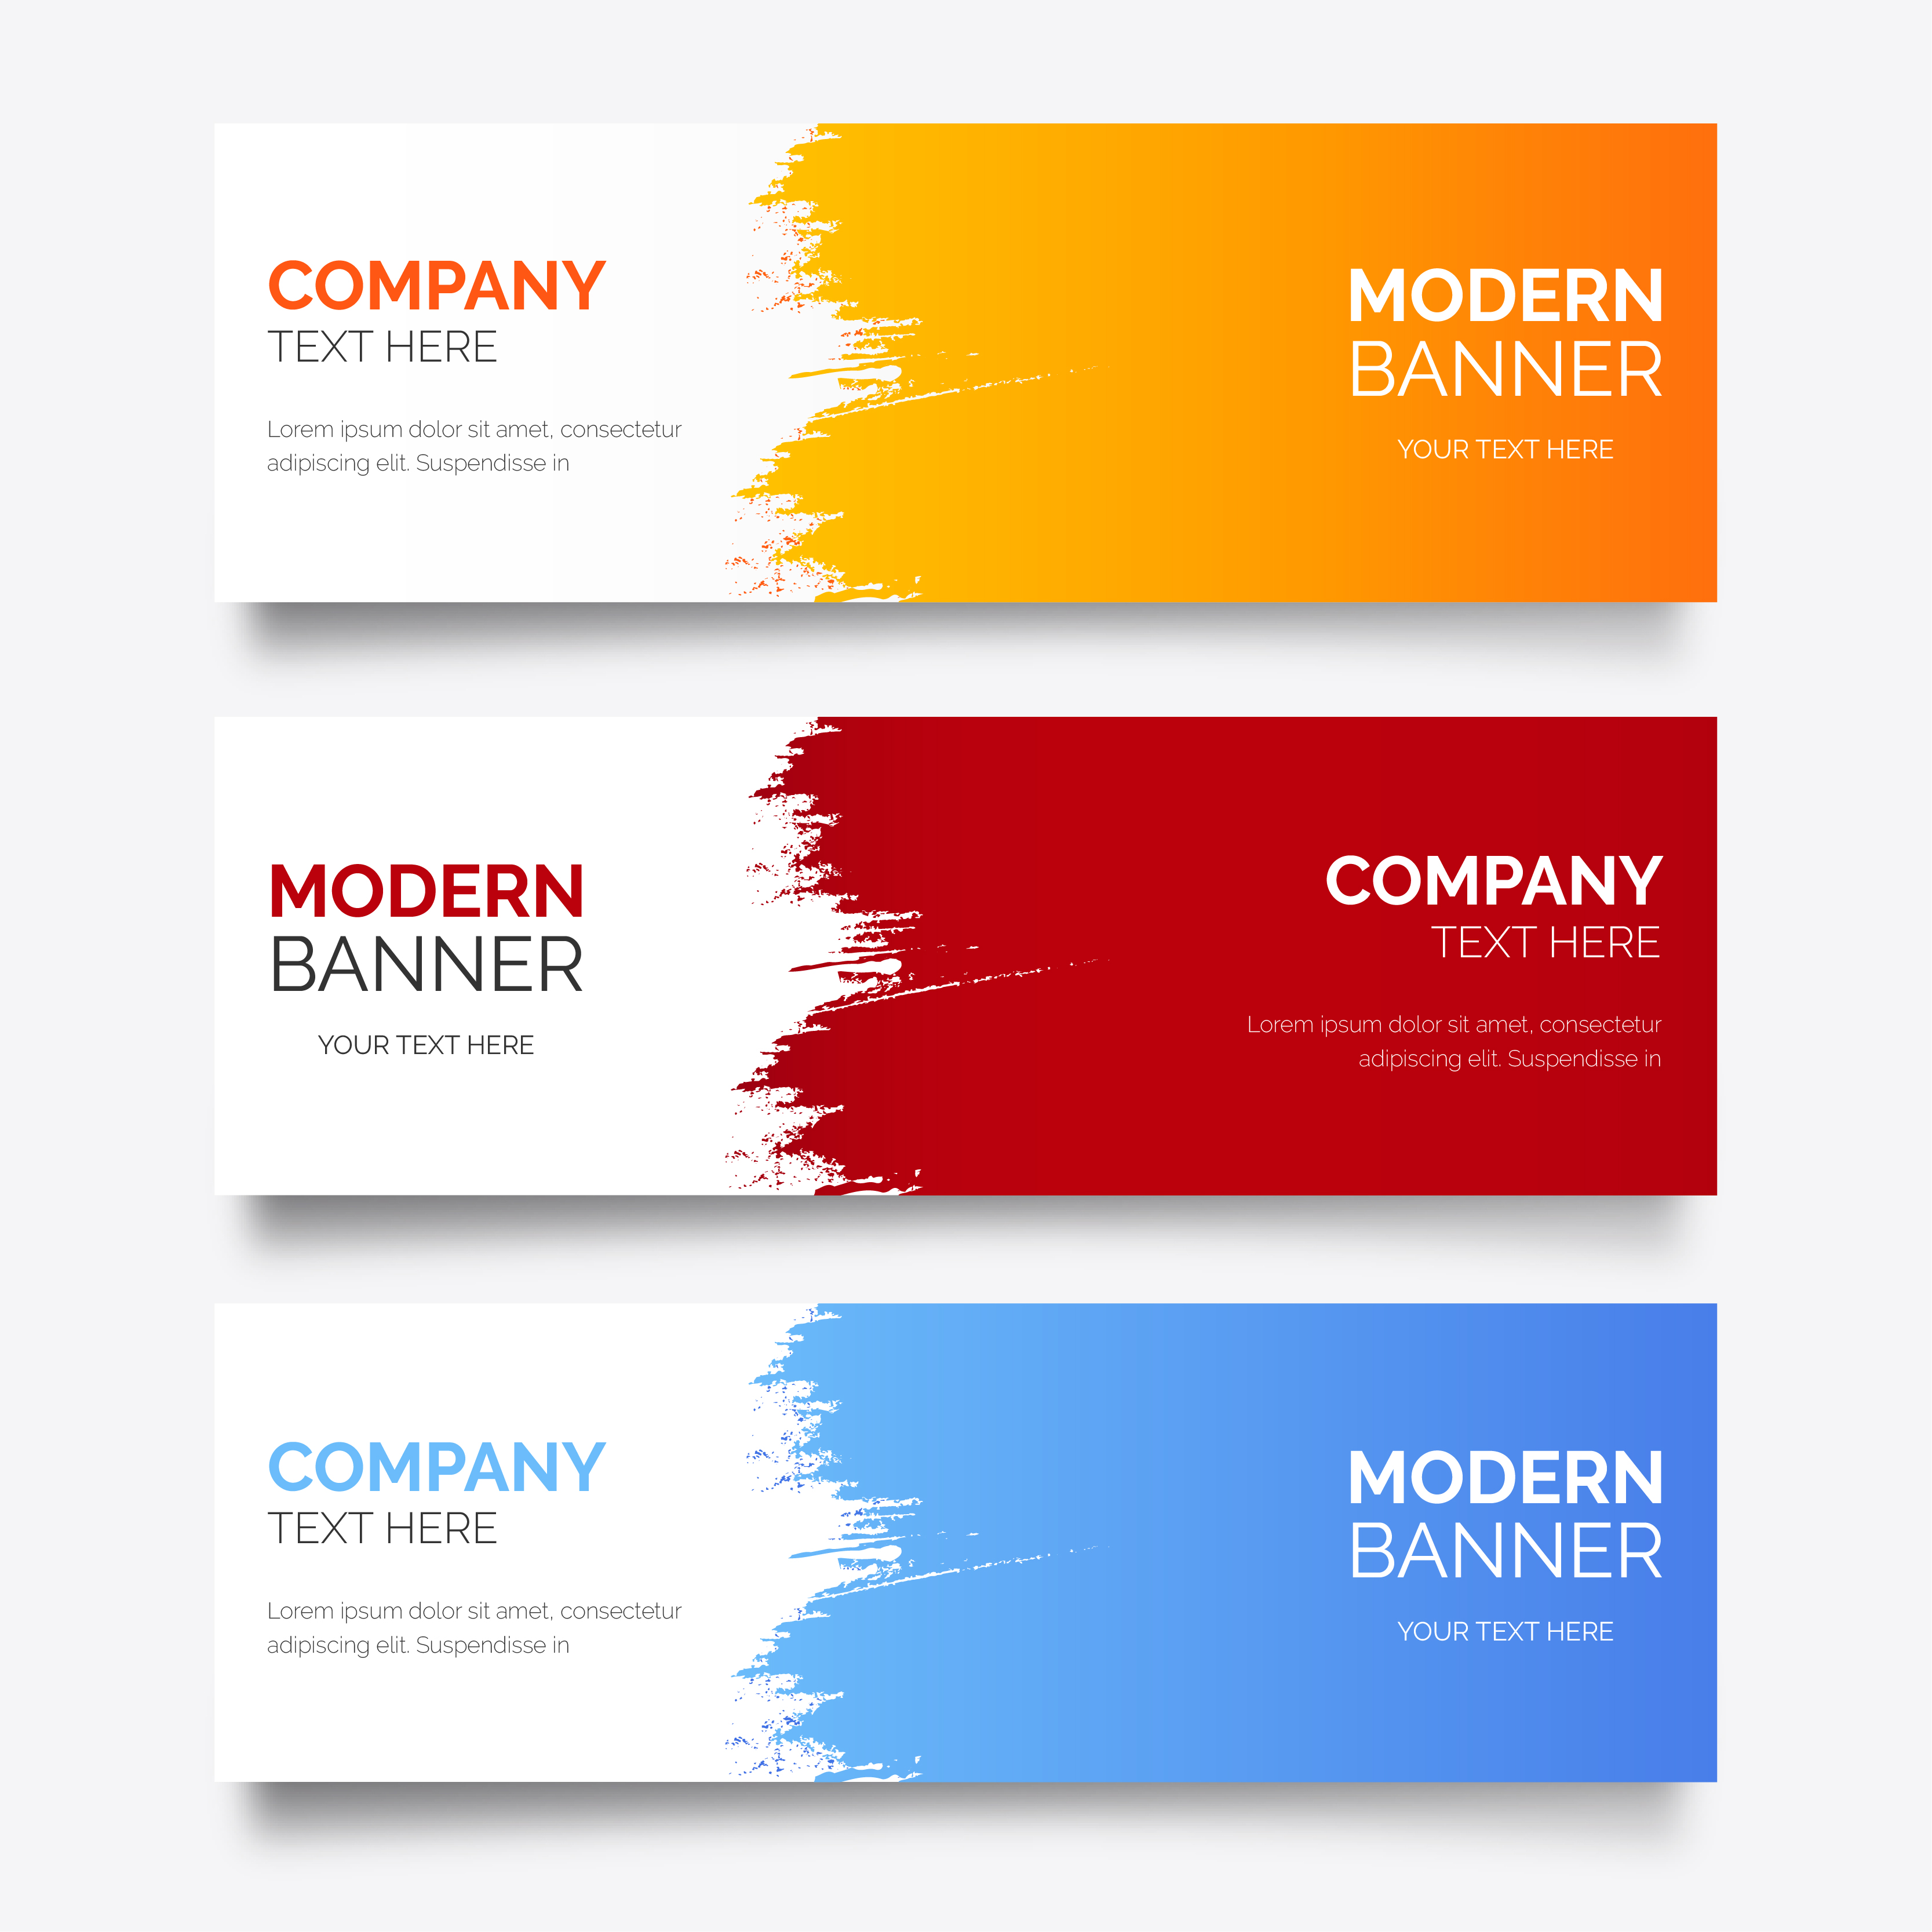 COMPANY
TEXT HERE
Lorem ipsum dolor sit amet, consectetur
adipiscing elit. Suspendisse in
MODERN
BANNER
YOUR TEXT HERE
MODERN
BANNER
YOUR TEXT HERE
COMPANY
TEXT HERE
Lorem ipsum dolor sit amet, consectetur
adipiscing elit. Suspendisse in
COMPANY
TEXT HERE
Lorem ipsum dolor sit amet, consectetur
adipiscing elit. Suspendisse in
MODERN
BANNER
YOUR TEXT HERE